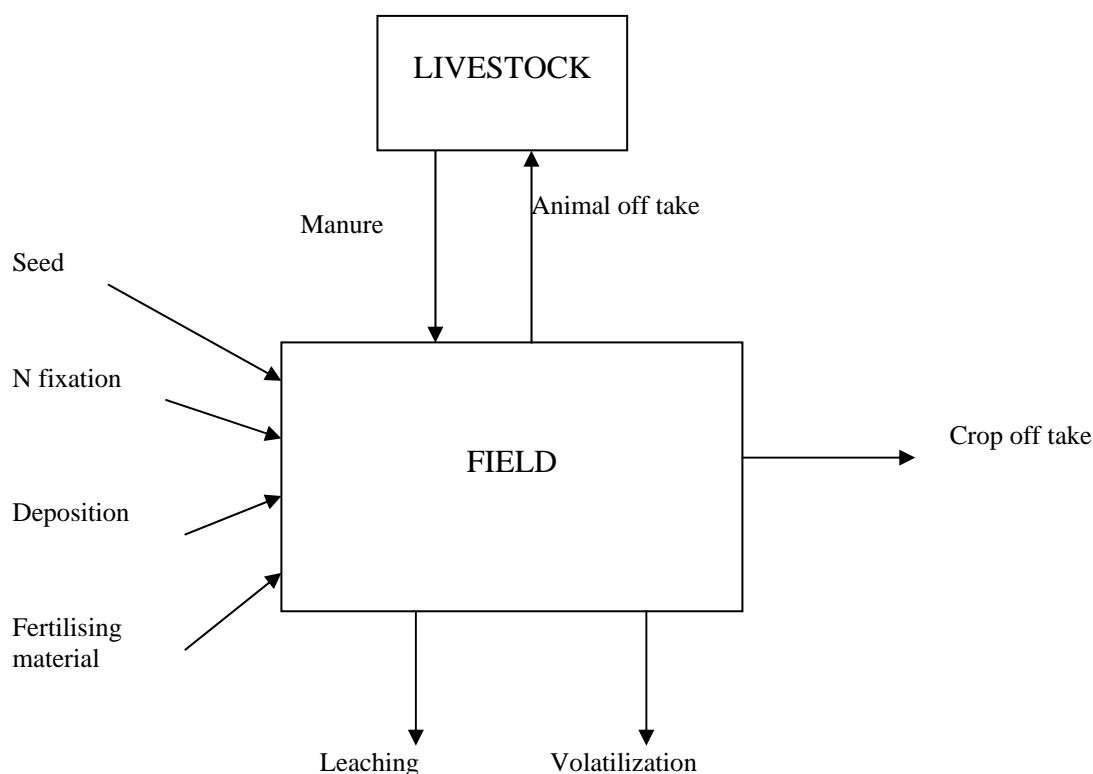 LIVESTOCK
Animal off take
Manure
Seed
N fixation
Crop off take
FIELD
Deposition
Fertilising
material
Leaching
Volatilization